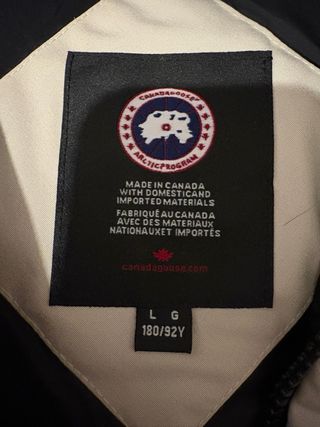 CANADA GOOSE
ARCTIC PROGRAM
MADE IN CANADA
WITH DOMESTICAND
IMPORTED MATERIALS
FABRIQUÉ AU CANADA
AVEC DES MATERIAUX
NATIONAUXET IMPORTÉS
canadagoose.com
L G
180/92Y